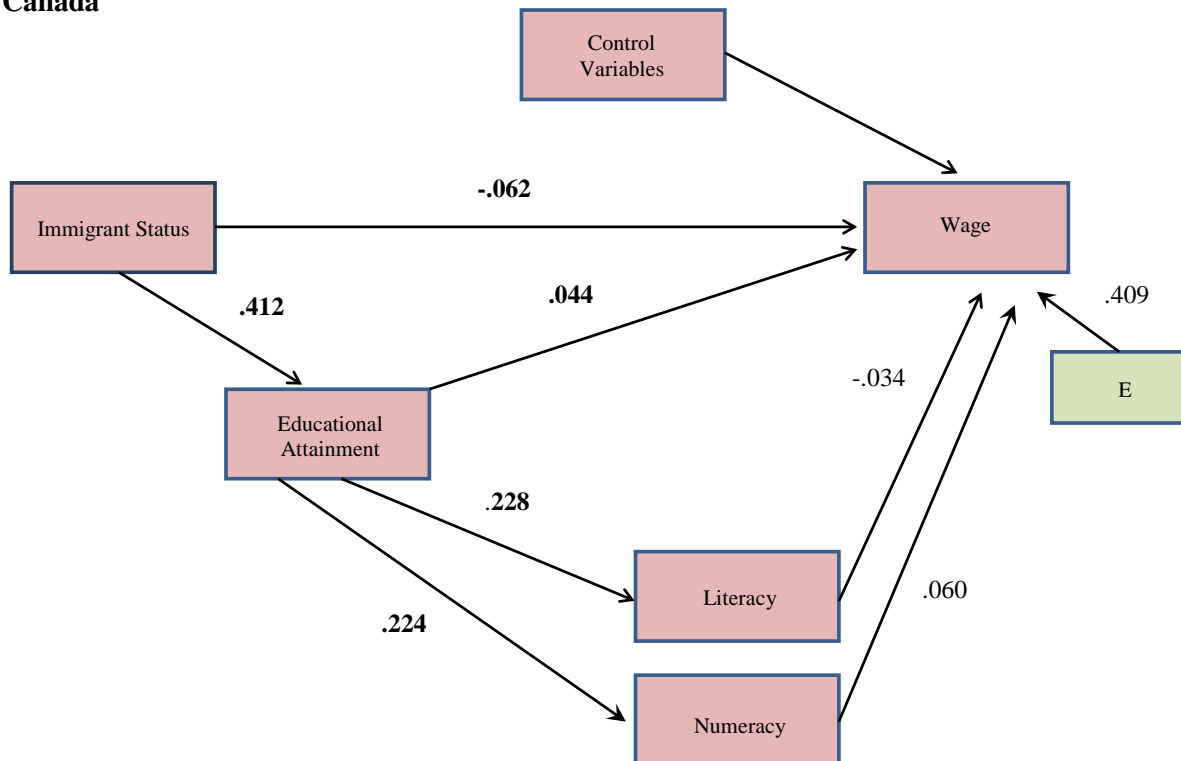 Canada
Control
Variables
-.062
Immigrant Status
Wage
.412
.044
.409
-.034
E
Educational
Attainment
.228
Literacy
.060
.224
Numeracy